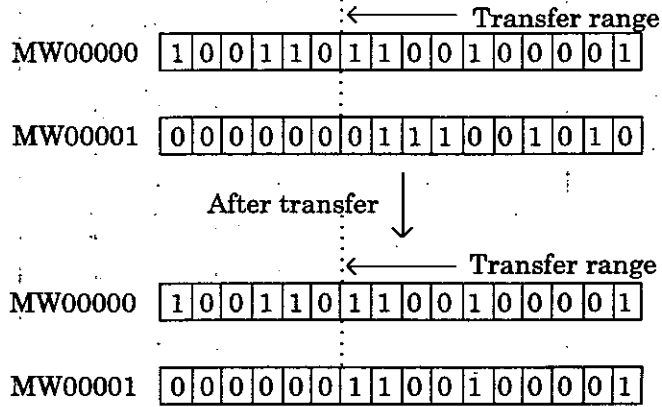 Transfer range
MW00000 1 0 0 1 1 0 1 1 0 0 1 0 0 0 0 1
MW00001 0 0 0 0 0 0 0 1 1 1 0 0 1 0 1 0
After transfer
Transfer range
MW00000 1 0 0 1 1 0 1 1 0 0 1 0 0 0 0 1
MW00001 0 0 0 0 0 0 1 1 0 0 1 0 0 0 0 1